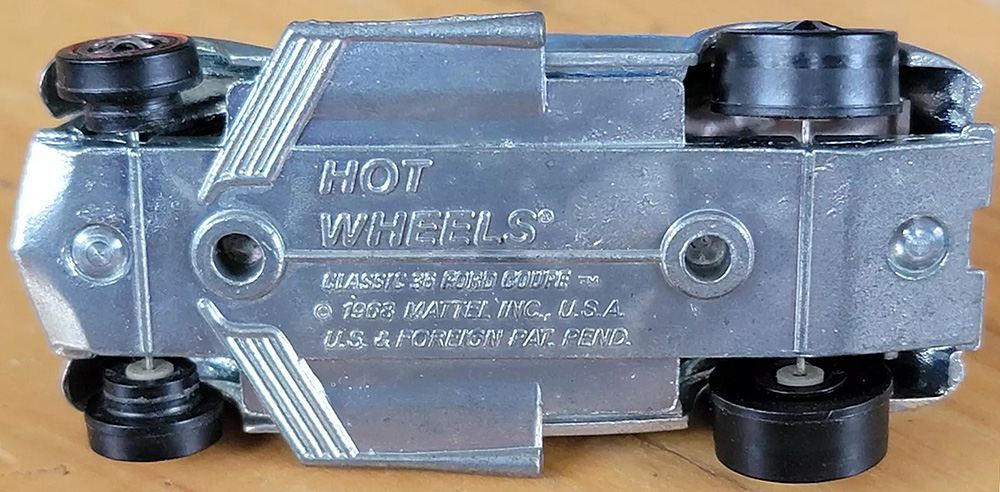 HOT
WHEELS®
CLASSIC 36 FORD COUPE ™
© 1968 MATTEL, INC., U.S.A.
U.S. & FOREIGN PAT. PEND.